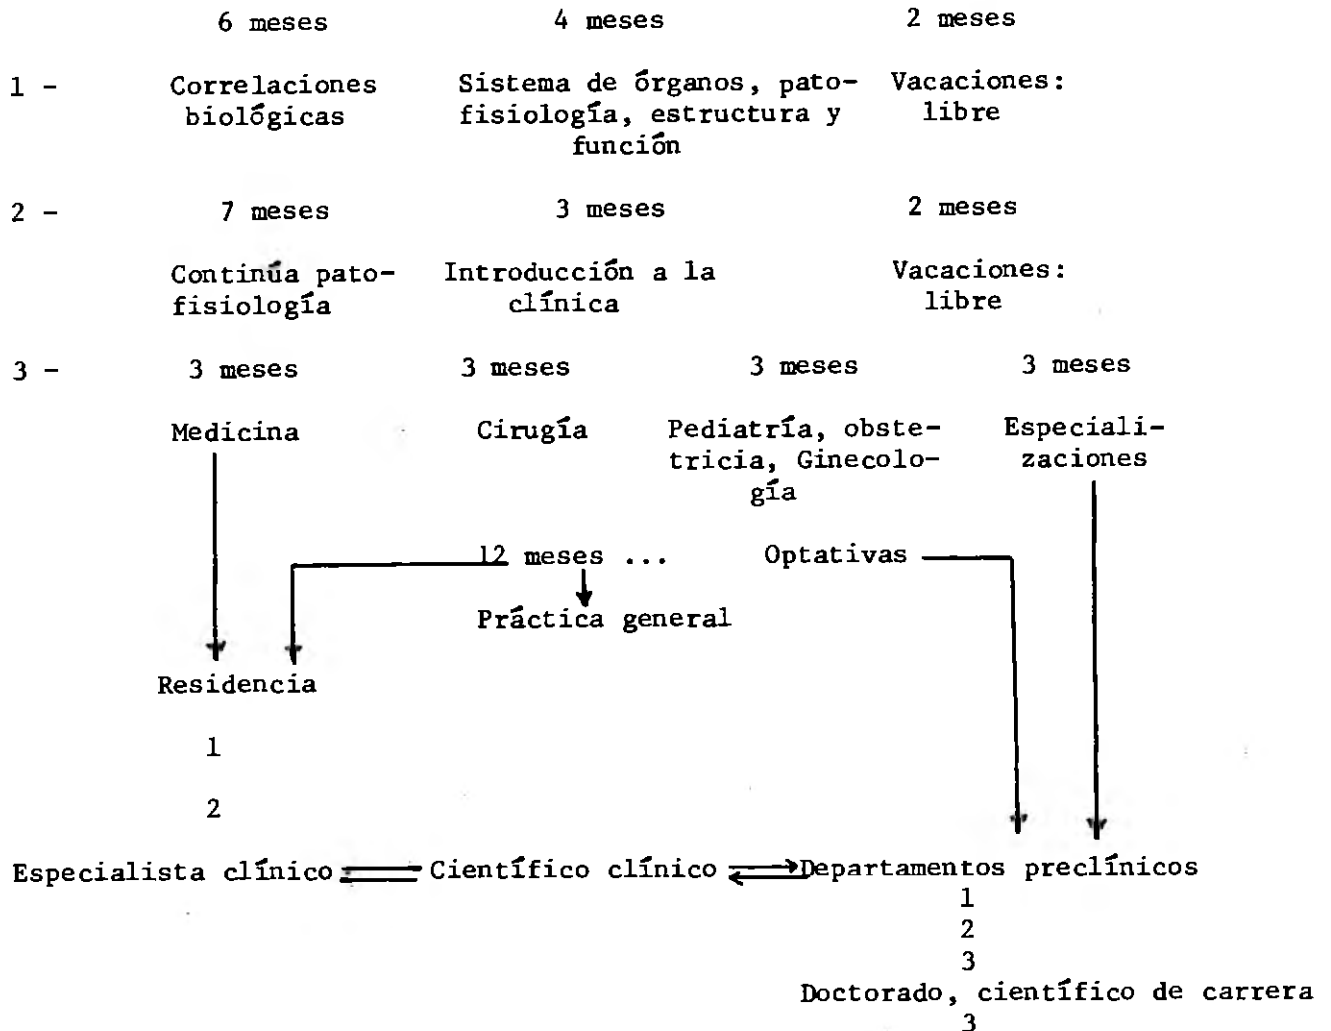 6 meses 4 meses 2 meses
1 - Correlaciones Sistema de órganos, pato- Vacaciones:
biológicas fisiología, estructura y libre
función
2 - 7 meses 3 meses 2 meses
Continúa pato- Introducción a la Vacaciones:
fisiología clínica libre
3 - 3 meses 3 meses 3 meses 3 meses
Medicina Cirugía Pediatría, obste- Especiali-
tricia, Ginecolo- zaciones
gía
12 meses ... Optativas
Práctica general
Residencia
1
2
Especialista clínico Científico clínico Departamentos preclínicos
1
2
3
Doctorado, científico de carrera
3